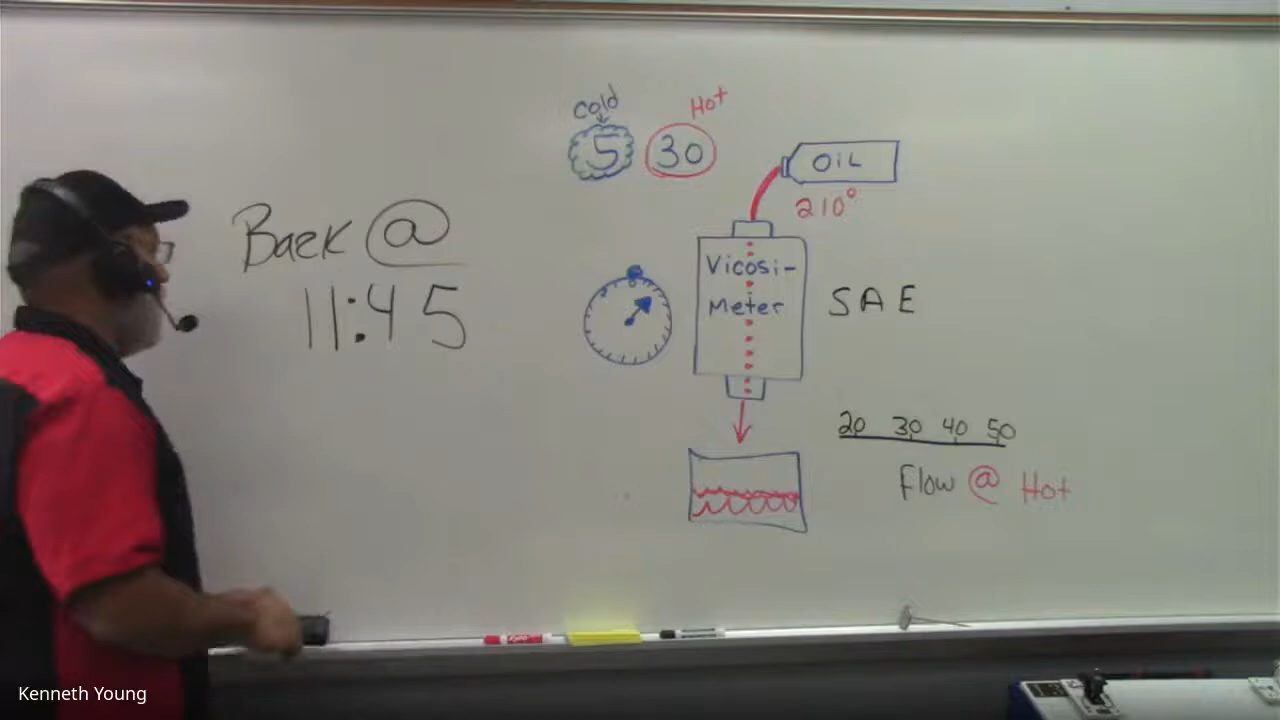 Back @
11:45
Cold Hot
5 30
OIL
210°
Vicosi-
Meter
SAE
20 30 40 50
Flow @ Hot
Kenneth Young